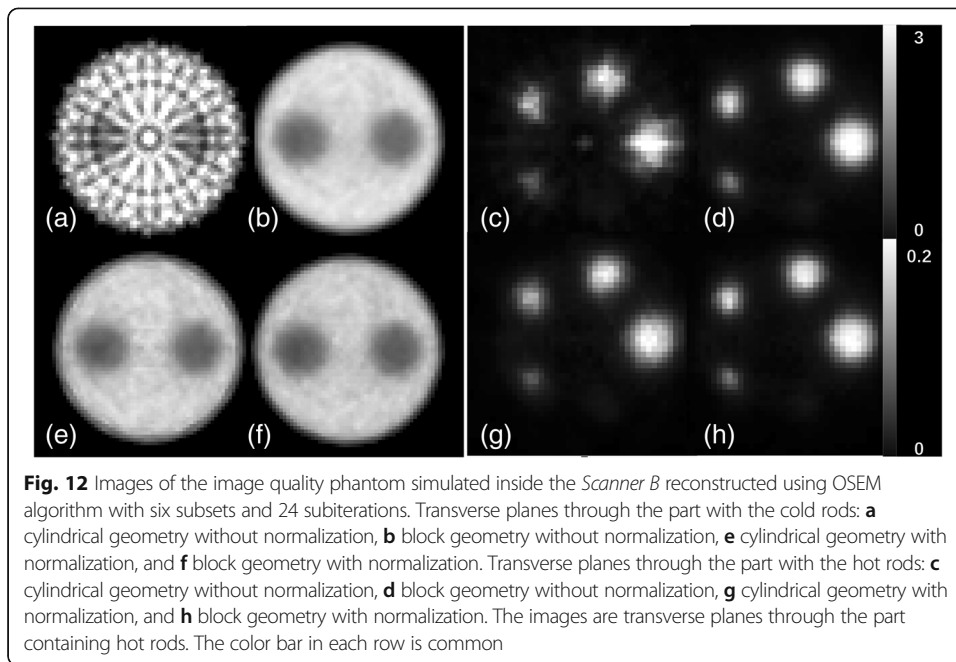 (a)
(b)
(c)
(d)
3
0
(e)
(f)
(g)
(h)
0.2
0
Fig. 12 Images of the image quality phantom simulated inside the Scanner B reconstructed using OSEM
algorithm with six subsets and 24 subiterations. Transverse planes through the part with the cold rods: a
cylindrical geometry without normalization, b block geometry without normalization, e cylindrical geometry with
normalization, and f block geometry with normalization. Transverse planes through the part with the hot rods: c
cylindrical geometry without normalization, d block geometry without normalization, g cylindrical geometry with
normalization, and h block geometry with normalization. The images are transverse planes through the part
containing hot rods. The color bar in each row is common